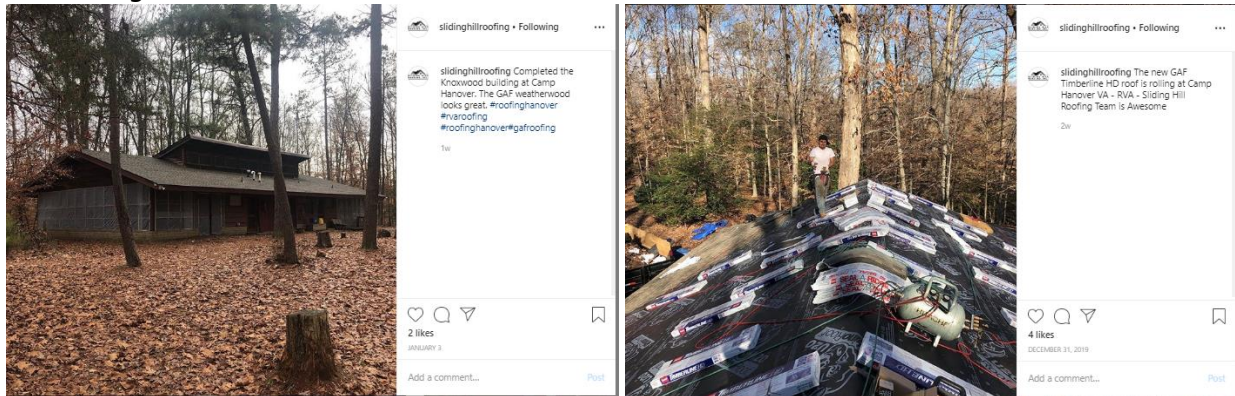 slidinghillroofing • Following
slidinghillroofing Completed the
Knoxwood building at Camp
Hanover. The GAF weatherwood
looks great. #roofinghanover
#rvaroofing
#roofinghanover#gafroofing
1w
2 likes
JANUARY 3
Add a comment...
Post
slidinghillroofing • Following
slidinghillroofing The new GAF
Timberline HD roof is rolling at Camp
Hanover VA - RVA - Sliding Hill
Roofing Team is Awesome
2w
4 likes
DECEMBER 31, 2019
Add a comment...
Post